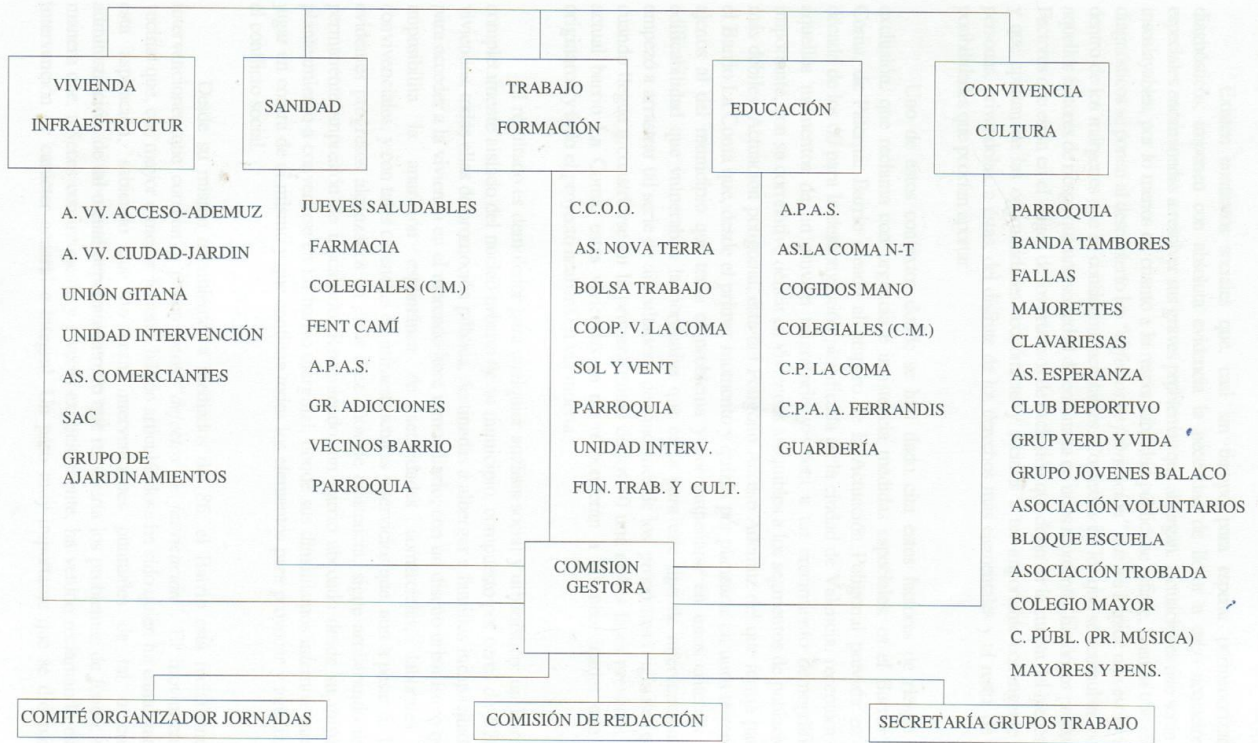 VIVIENDA
INFRAESTRUCTUR
SANIDAD
TRABAJO
FORMACIÓN
EDUCACIÓN
CONVIVENCIA
CULTURA
A. VV. ACCESO-ADEMUZ
A. VV. CIUDAD-JARDIN
UNIÓN GITANA
UNIDAD INTERVENCIÓN
AS. COMERCIANTES
SAC
GRUPO DE
AJARDINAMIENTOS
JUEVES SALUDABLES
FARMACIA
COLEGIALES (C.M.)
FENT CAMÍ
A.P.A.S.
GR. ADICCIONES
VECINOS BARRIO
PARROQUIA
C.C.O.O.
AS. NOVA TERRA
BOLSA TRABAJO
COOP. V. LA COMA
SOL Y VENT
PARROQUIA
UNIDAD INTERV.
FUN. TRAB. Y CULT.
A.P.A.S.
AS.LA COMA N-T
COGIDOS MANO
COLEGIALES (C.M.)
C.P. LA COMA
C.P.A. A. FERRANDIS
GUARDERÍA
PARROQUIA
BANDA TAMBORES
FALLAS
MAJORETTES
CLAVARIESAS
AS. ESPERANZA
CLUB DEPORTIVO
GRUP VERD Y VIDA
GRUPO JOVENES BALACO
ASOCIACIÓN VOLUNTARIOS
BLOQUE ESCUELA
ASOCIACIÓN TROBADA
COLEGIO MAYOR
C. PÚBL. (PR. MÚSICA)
MAYORES Y PENS.
COMISION
GESTORA
COMITÉ ORGANIZADOR JORNADAS
COMISIÓN DE REDACCIÓN
SECRETARÍA GRUPOS TRABAJO